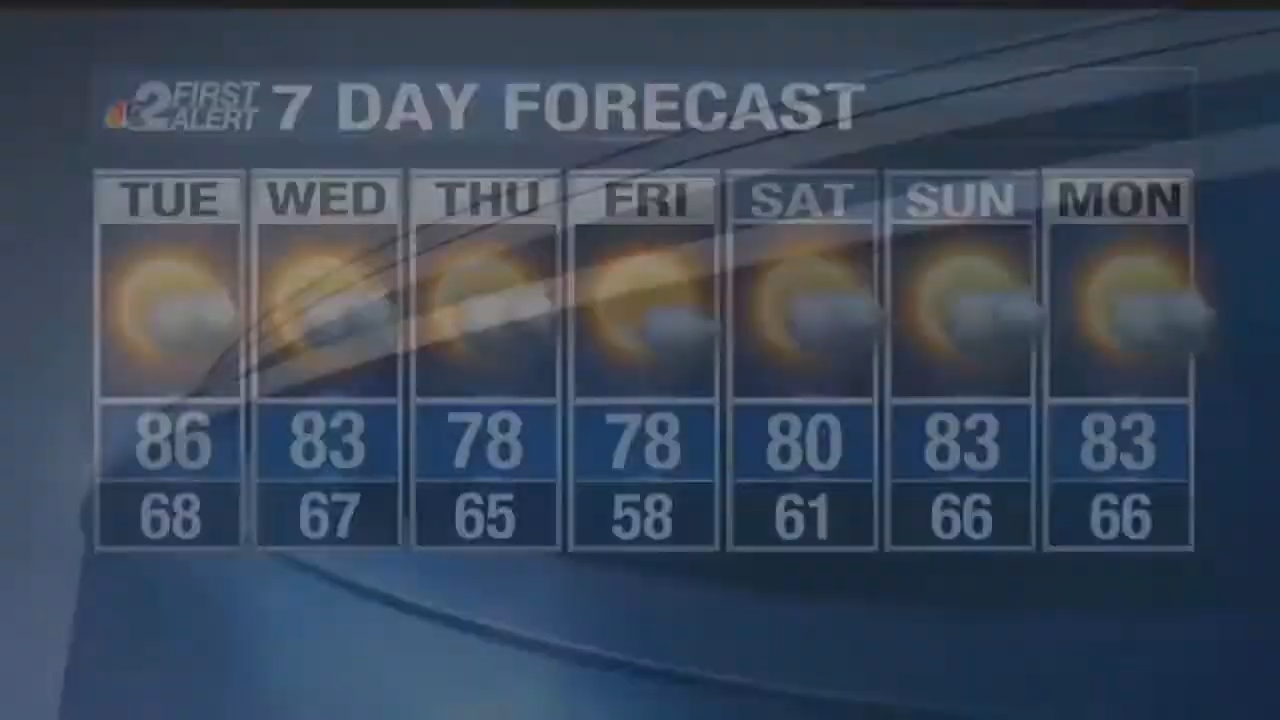 2 FIRST ALERT 7 DAY FORECAST
TUE WED THU FRI SAT SUN MON
86 83 78 78 80 83 83
68 67 65 58 61 66 66